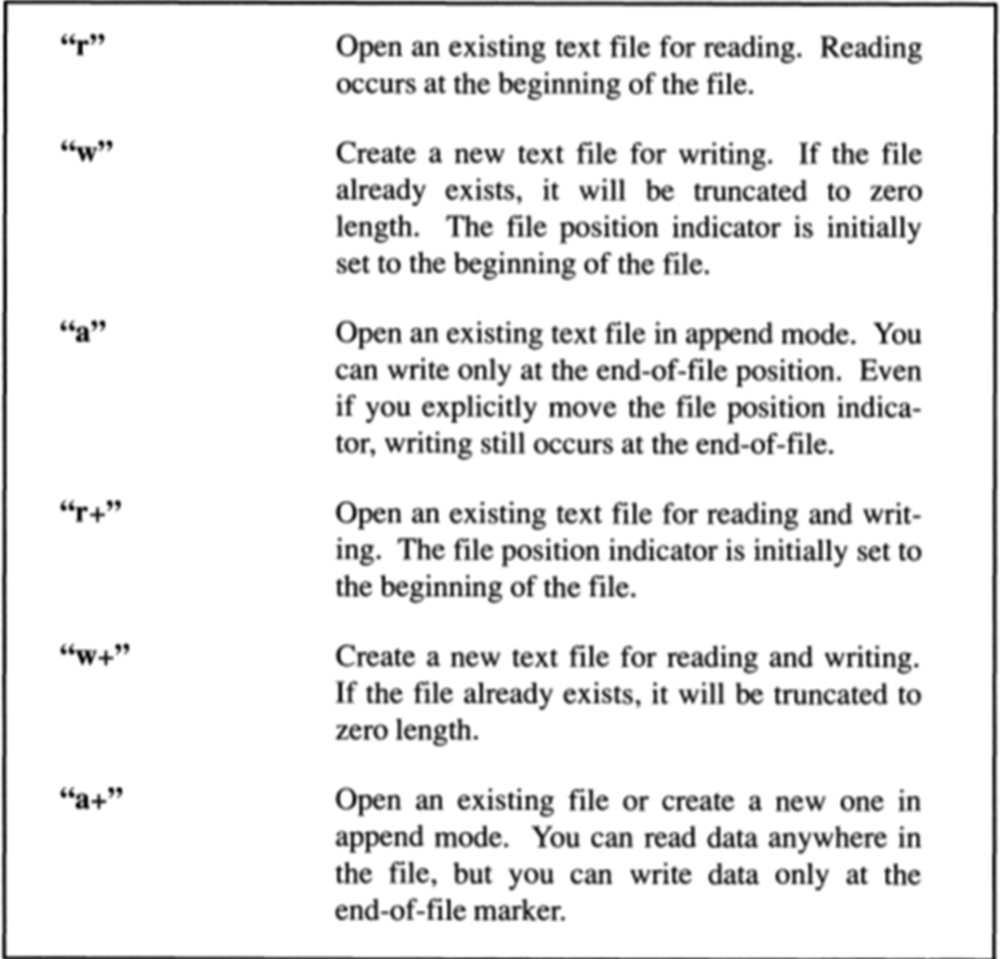 “r” Open an existing text file for reading. Reading
occurs at the beginning of the file.
“w” Create a new text file for writing. If the file
already exists, it will be truncated to zero
length. The file position indicator is initially
set to the beginning of the file.
“a” Open an existing text file in append mode. You
can write only at the end-of-file position. Even
if you explicitly move the file position indica-
tor, writing still occurs at the end-of-file.
“r+” Open an existing text file for reading and writ-
ing. The file position indicator is initially set to
the beginning of the file.
“w+” Create a new text file for reading and writing.
If the file already exists, it will be truncated to
zero length.
“a+” Open an existing file or create a new one in
append mode. You can read data anywhere in
the file, but you can write data only at the
end-of-file marker.